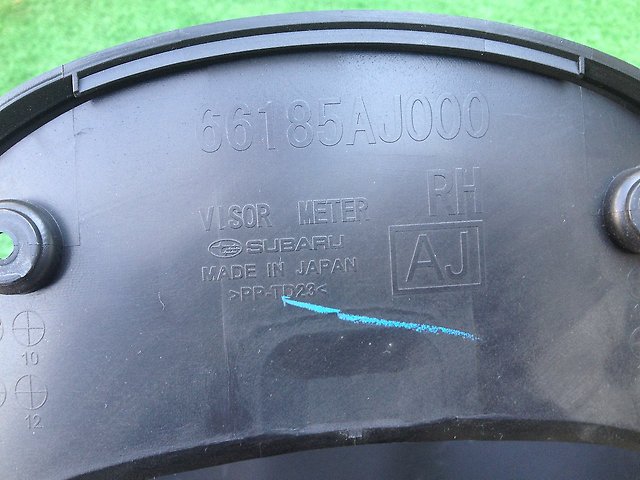 66185AJ000
RH
VISOR METER
SUBARU
AJ
MADE IN JAPAN
>PP-TD23<
10
12